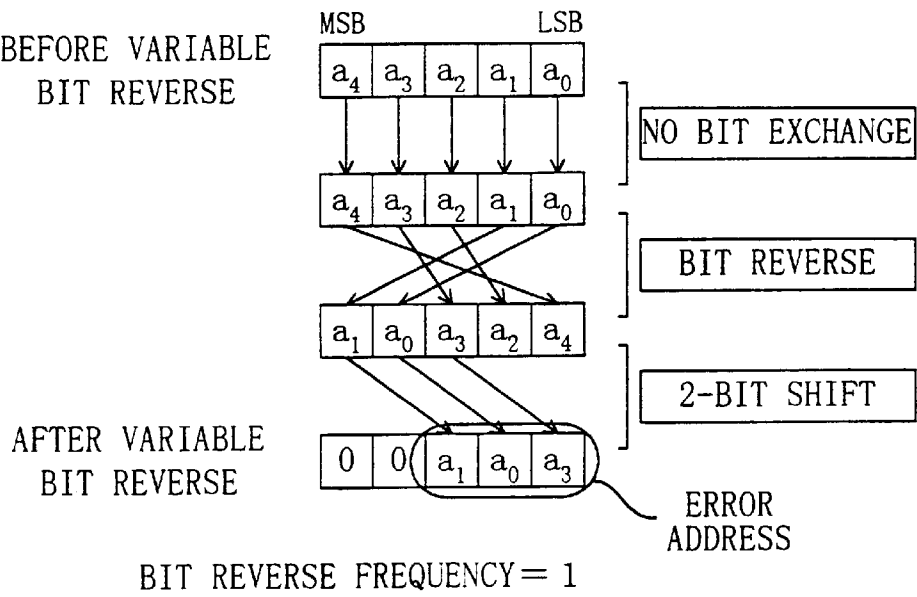 MSB LSB
BEFORE VARIABLE
BIT REVERSE
a4 a3 a2 a1 a0
NO BIT EXCHANGE
a4 a3 a2 a1 a0
BIT REVERSE
a1 a0 a3 a2 a4
2-BIT SHIFT
AFTER VARIABLE
BIT REVERSE
0 0 a1 a0 a3
ERROR
ADDRESS
BIT REVERSE FREQUENCY = 1